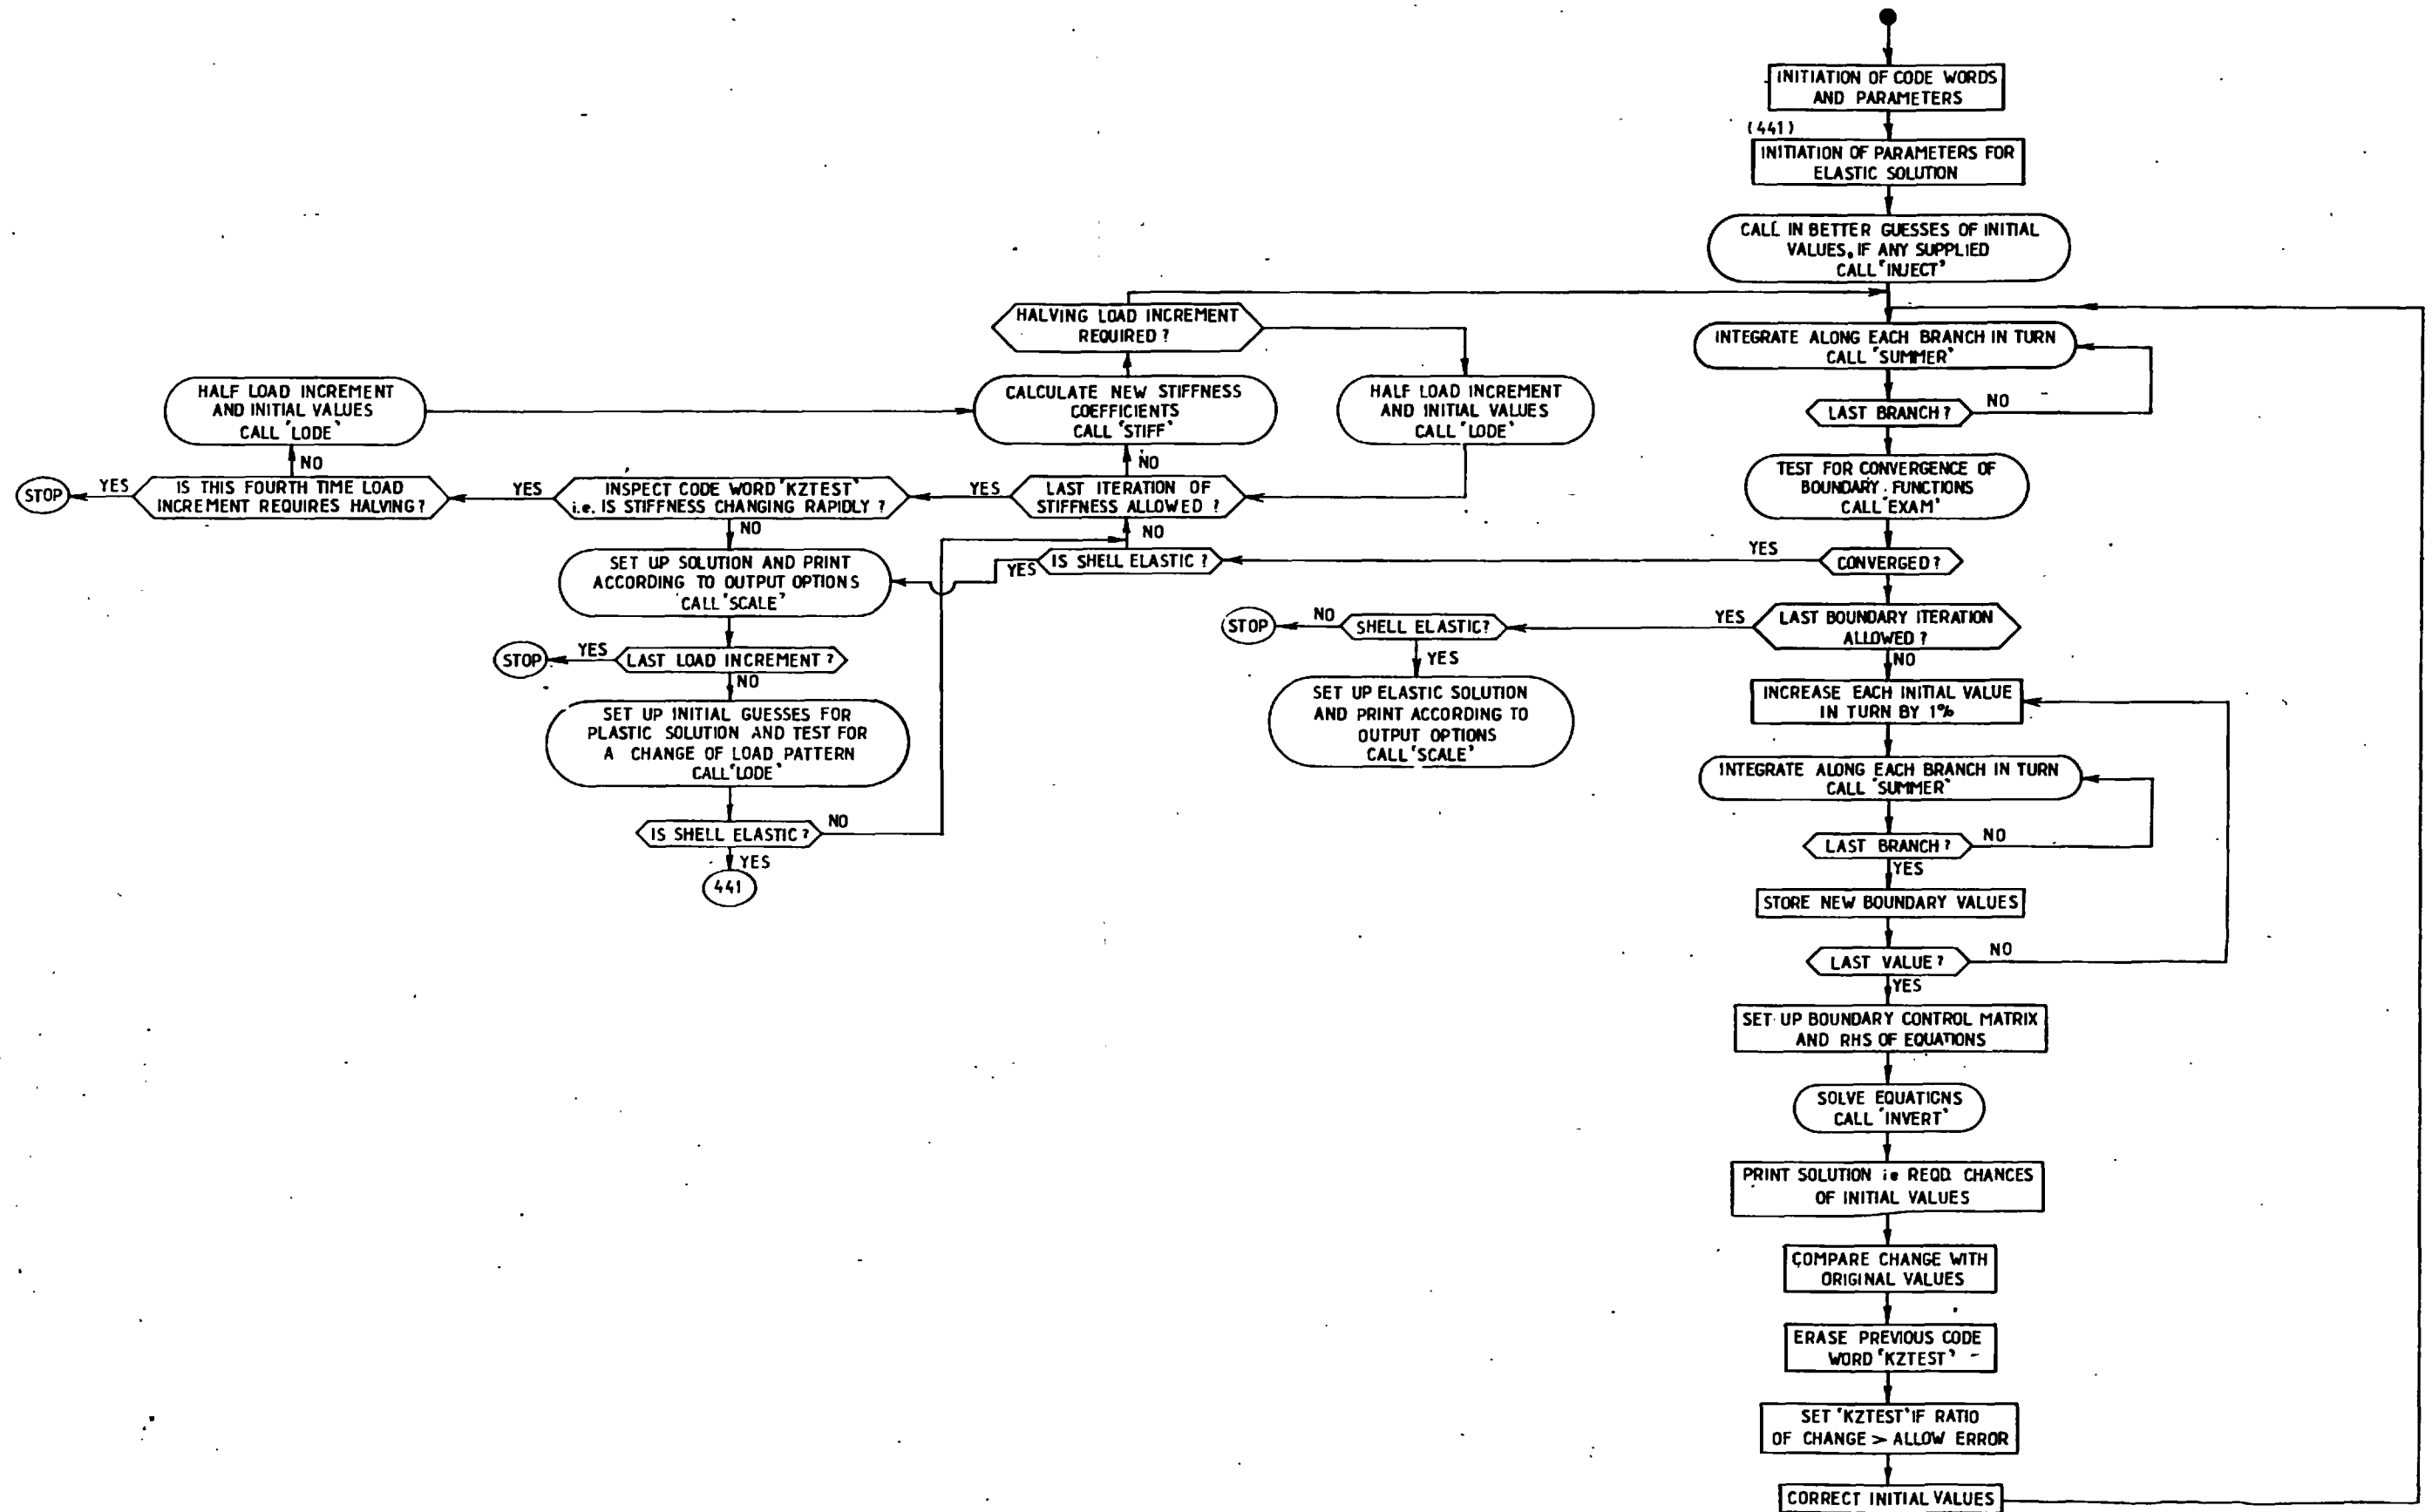 INITIATION OF CODE WORDS
AND PARAMETERS
(441)
INITIATION OF PARAMETERS FOR
ELASTIC SOLUTION
CALL IN BETTER GUESSES OF INITIAL
VALUES, IF ANY SUPPLIED
CALL 'INJECT'
INTEGRATE ALONG EACH BRANCH IN TURN
CALL 'SUMMER'
LAST BRANCH?
NO
TEST FOR CONVERGENCE OF
BOUNDARY FUNCTIONS
CALL 'EXAM'
CONVERGED?
YES
LAST BOUNDARY ITERATION
ALLOWED?
YES
NO
SHELL ELASTIC?
NO
STOP
YES
SET UP ELASTIC SOLUTION
AND PRINT ACCORDING TO
OUTPUT OPTIONS
CALL 'SCALE'
INCREASE EACH INITIAL VALUE
IN TURN BY 1%
INTEGRATE ALONG EACH BRANCH IN TURN
CALL 'SUMMER'
LAST BRANCH?
NO
YES
STORE NEW BOUNDARY VALUES
LAST VALUE?
NO
YES
SET UP BOUNDARY CONTROL MATRIX
AND RHS OF EQUATIONS
SOLVE EQUATIONS
CALL 'INVERT'
PRINT SOLUTION ie REQD. CHANCES
OF INITIAL VALUES
COMPARE CHANGE WITH
ORIGINAL VALUES
ERASE PREVIOUS CODE
WORD 'KZTEST'
SET 'KZTEST' IF RATIO
OF CHANGE > ALLOW ERROR
CORRECT INITIAL VALUES
HALVING LOAD INCREMENT
REQUIRED?
HALF LOAD INCREMENT
AND INITIAL VALUES
CALL 'LODE'
CALCULATE NEW STIFFNESS
COEFFICIENTS
CALL 'STIFF'
HALF LOAD INCREMENT
AND INITIAL VALUES
CALL 'LODE'
NO
NO
STOP
YES
IS THIS FOURTH TIME LOAD
INCREMENT REQUIRES HALVING?
YES
INSPECT CODE WORD 'KZTEST'
i.e. IS STIFFNESS CHANGING RAPIDLY?
YES
LAST ITERATION OF
STIFFNESS ALLOWED?
NO
NO
IS SHELL ELASTIC?
YES
SET UP SOLUTION AND PRINT
ACCORDING TO OUTPUT OPTIONS
CALL 'SCALE'
STOP
YES
LAST LOAD INCREMENT?
NO
SET UP INITIAL GUESSES FOR
PLASTIC SOLUTION AND TEST FOR
A CHANGE OF LOAD PATTERN
CALL 'LODE'
IS SHELL ELASTIC?
NO
YES
441